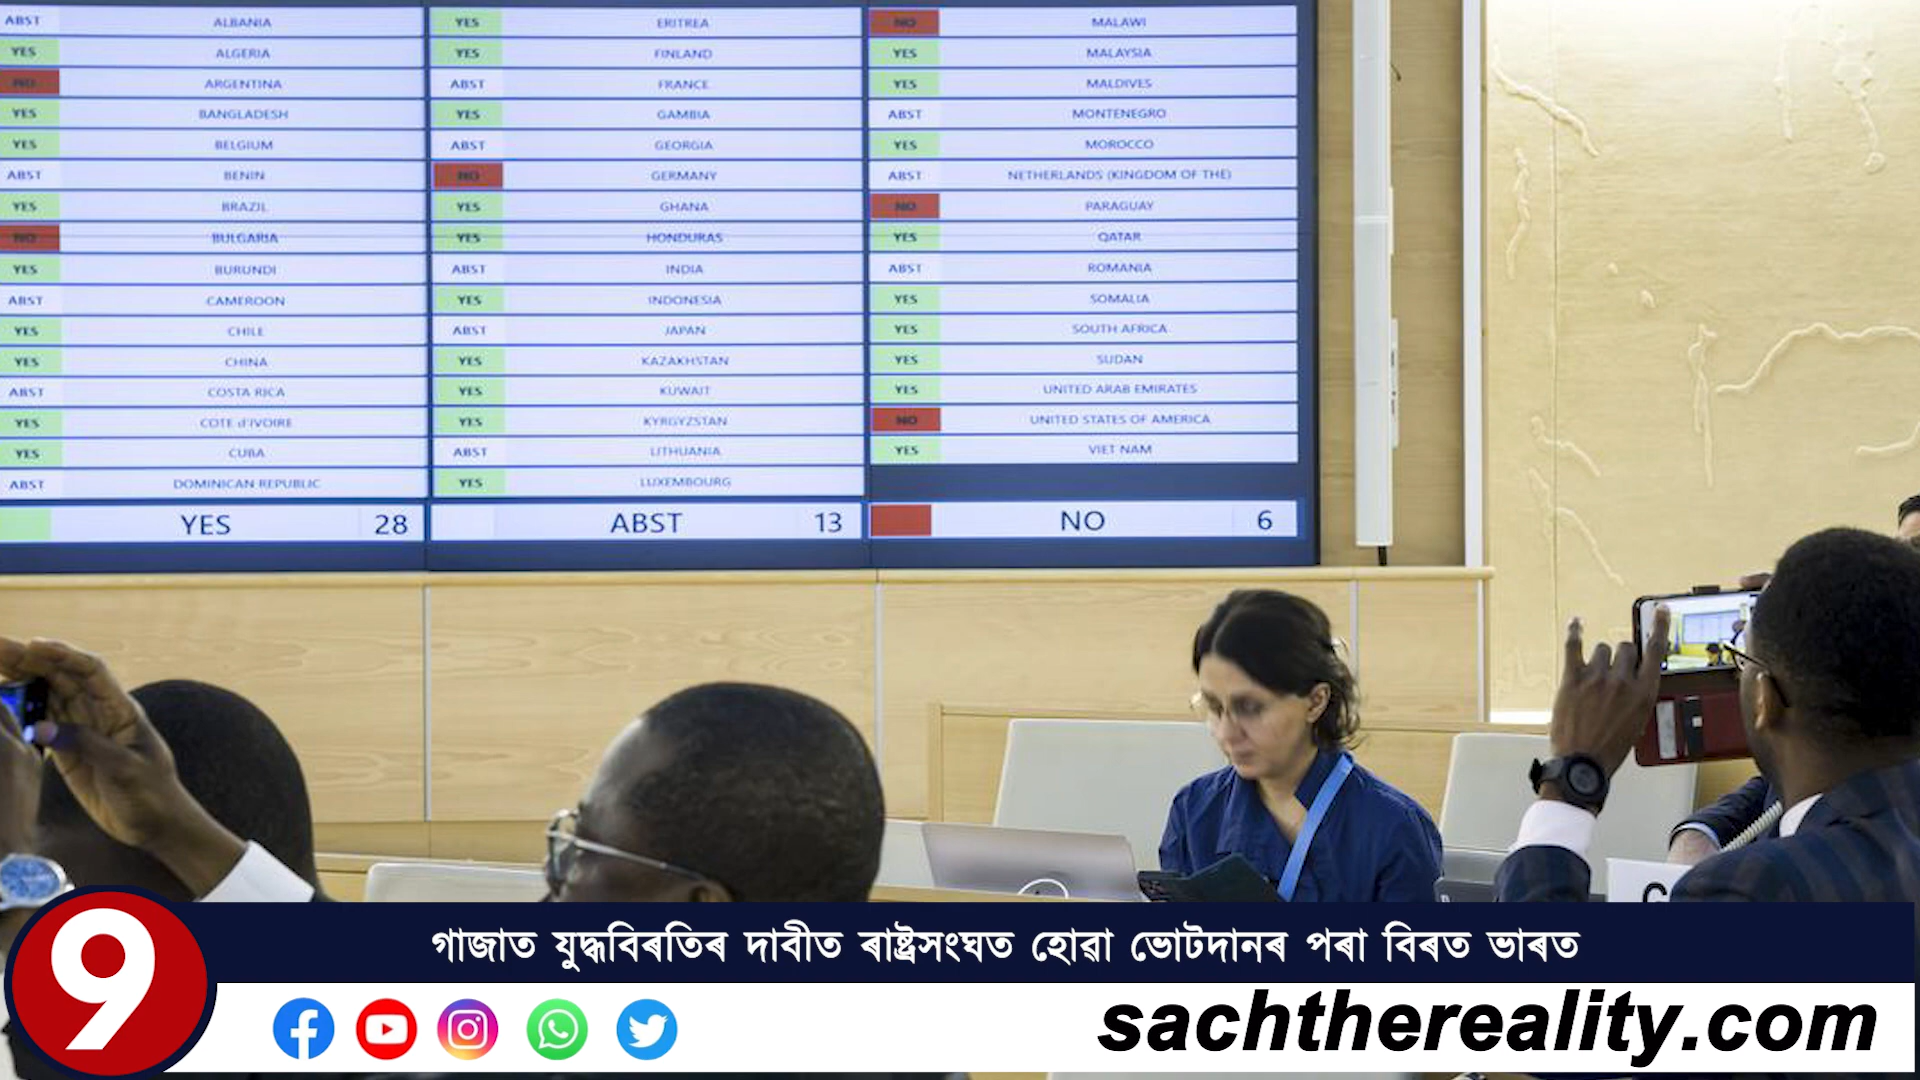 ABST ALBANIA
YES ALGERIA
NO ARGENTINA
YES BANGLADESH
YES BELGIUM
ABST BENIN
YES BRAZIL
NO BULGARIA
YES BURUNDI
ABST CAMEROON
YES CHILE
YES CHINA
ABST COSTA RICA
YES COTE d'IVOIRE
YES CUBA
ABST DOMINICAN REPUBLIC
YES 28
YES ERITREA
YES FINLAND
ABST FRANCE
YES GAMBIA
ABST GEORGIA
NO GERMANY
YES GHANA
YES HONDURAS
ABST INDIA
YES INDONESIA
ABST JAPAN
YES KAZAKHSTAN
YES KUWAIT
YES KYRGYZSTAN
ABST LITHUANIA
YES LUXEMBOURG
ABST 13
NO MALAWI
YES MALAYSIA
YES MALDIVES
ABST MONTENEGRO
YES MOROCCO
ABST NETHERLANDS (KINGDOM OF THE)
NO PARAGUAY
YES QATAR
ABST ROMANIA
YES SOMALIA
YES SOUTH AFRICA
YES SUDAN
YES UNITED ARAB EMIRATES
NO UNITED STATES OF AMERICA
YES VIET NAM
NO 6
9
গাজাত যুদ্ধবিৰতিৰ দাবীত ৰাষ্ট্ৰসংঘত হোৱা ভোটদানৰ পৰা বিৰত ভাৰত
sachthereality.com